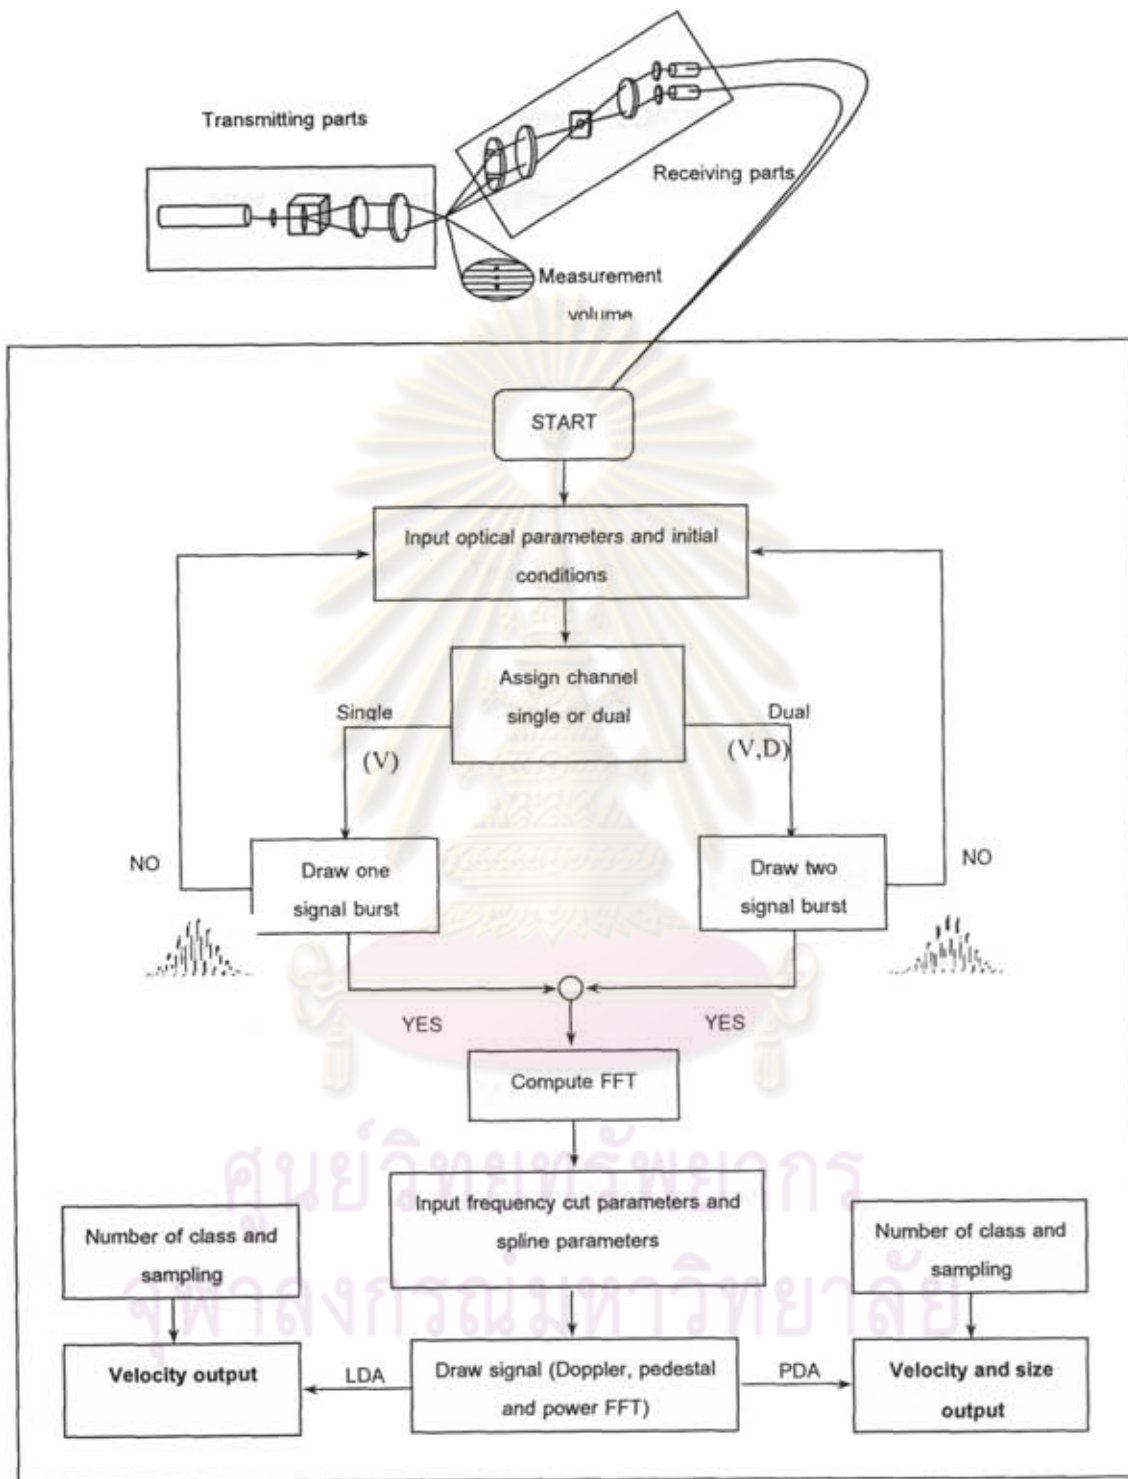 Transmitting parts
Receiving parts
Measurement
volume
START
Input optical parameters and initial
conditions
Assign channel
single or dual
Single
(V)
Dual
(V,D)
NO
Draw one
signal burst
Draw two
signal burst
NO
YES
YES
Compute FFT
ศูนย์วิทยทรัพยากร
Input frequency cut parameters and
spline parameters
Number of class and
sampling
Number of class and
sampling
จุฬาลงกรณ์มหาวิทยาลัย
Velocity output
LDA
Draw signal (Doppler, pedestal
and power FFT)
PDA
Velocity and size
output